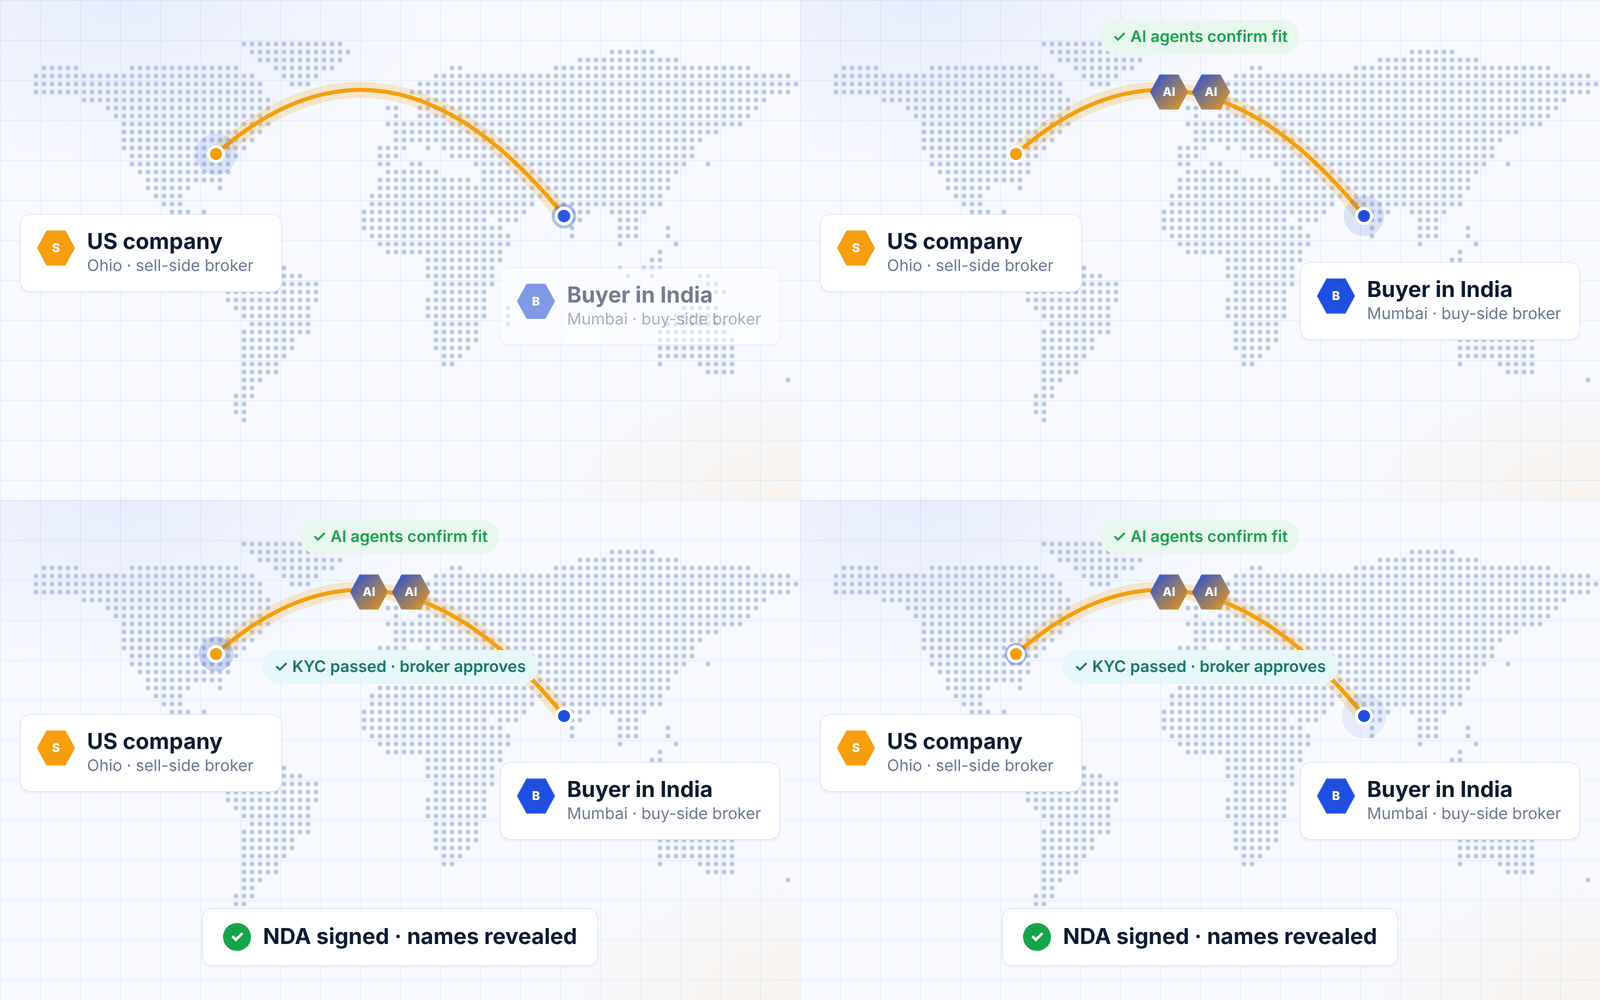 S
US company
Ohio · sell-side broker
B
Buyer in India
Mumbai · buy-side broker
✓ AI agents confirm fit
AI AI
S
US company
Ohio · sell-side broker
B
Buyer in India
Mumbai · buy-side broker
✓ AI agents confirm fit
AI AI
✓ KYC passed · broker approves
S
US company
Ohio · sell-side broker
B
Buyer in India
Mumbai · buy-side broker
NDA signed · names revealed
✓ AI agents confirm fit
AI AI
✓ KYC passed · broker approves
S
US company
Ohio · sell-side broker
B
Buyer in India
Mumbai · buy-side broker
NDA signed · names revealed